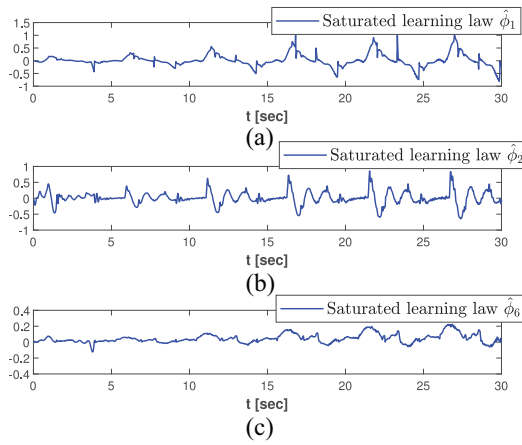 Saturated learning law $\hat{\phi}_1$
1.5
1
0.5
0
-0.5
-1
0 5 10 15 20 25 30
t [sec]
(a)
Saturated learning law $\hat{\phi}_2$
1
0.5
0
-0.5
-1
0 5 10 15 20 25 30
t [sec]
(b)
Saturated learning law $\hat{\phi}_6$
0.4
0.2
0
-0.2
-0.4
0 5 10 15 20 25 30
t [sec]
(c)